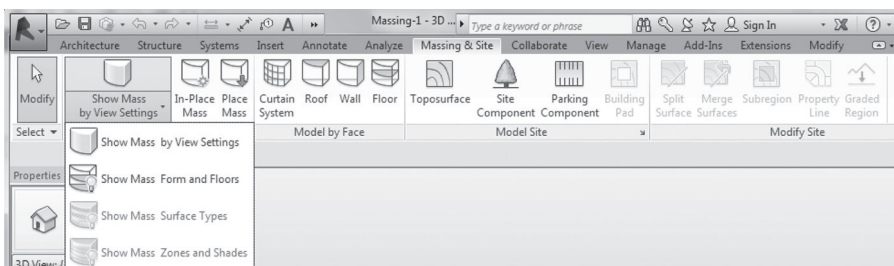 Massing-1 - 3D ... Type a keyword or phrase Sign In
Architecture Structure Systems Insert Annotate Analyze Massing & Site Collaborate View Manage Add-Ins Extensions Modify
Modify
Show Mass by View Settings
In-Place Mass
Place Mass
Curtain System
Roof
Wall
Floor
Toposurface
Site Component
Parking Component
Building Pad
Split Surface
Merge Surfaces
Subregion
Property Line
Graded Region
Select Model by Face Model Site Modify Site
Show Mass by View Settings
Properties
Show Mass Form and Floors
Show Mass Surface Types
Show Mass Zones and Shades
3D View: